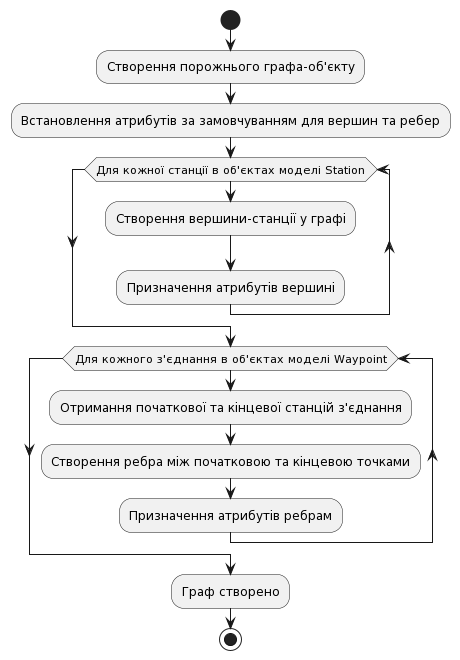 Створення порожнього графа-об'єкту
Встановлення атрибутів за замовчуванням для вершин та ребер
Для кожної станції в об'єктах моделі Station
Створення вершини-станції у графі
Призначення атрибутів вершині
Для кожного з'єднання в об'єктах моделі Waypoint
Отримання початкової та кінцевої станцій з'єднання
Створення ребра між початковою та кінцевою точками
Призначення атрибутів ребрам
Граф створено